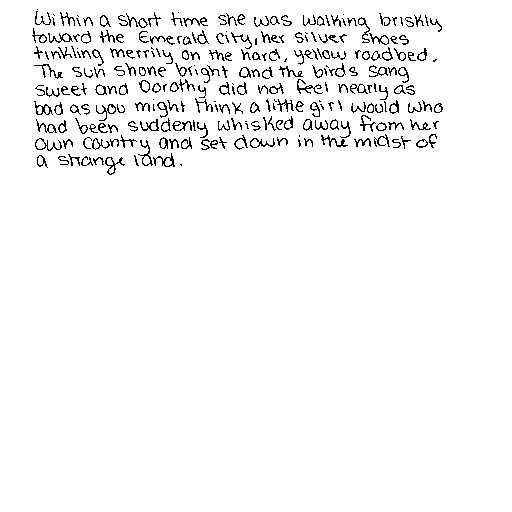 Within a short time she was walking briskly
toward the Emerald City, her silver shoes
tinkling merrily on the hard, yellow roadbed.
The sun shone bright and the birds sang
sweet and Dorothy did not feel nearly as
bad as you might think a little girl would who
had been suddenly whisked away from her
own country and set down in the midst of
a strange land.